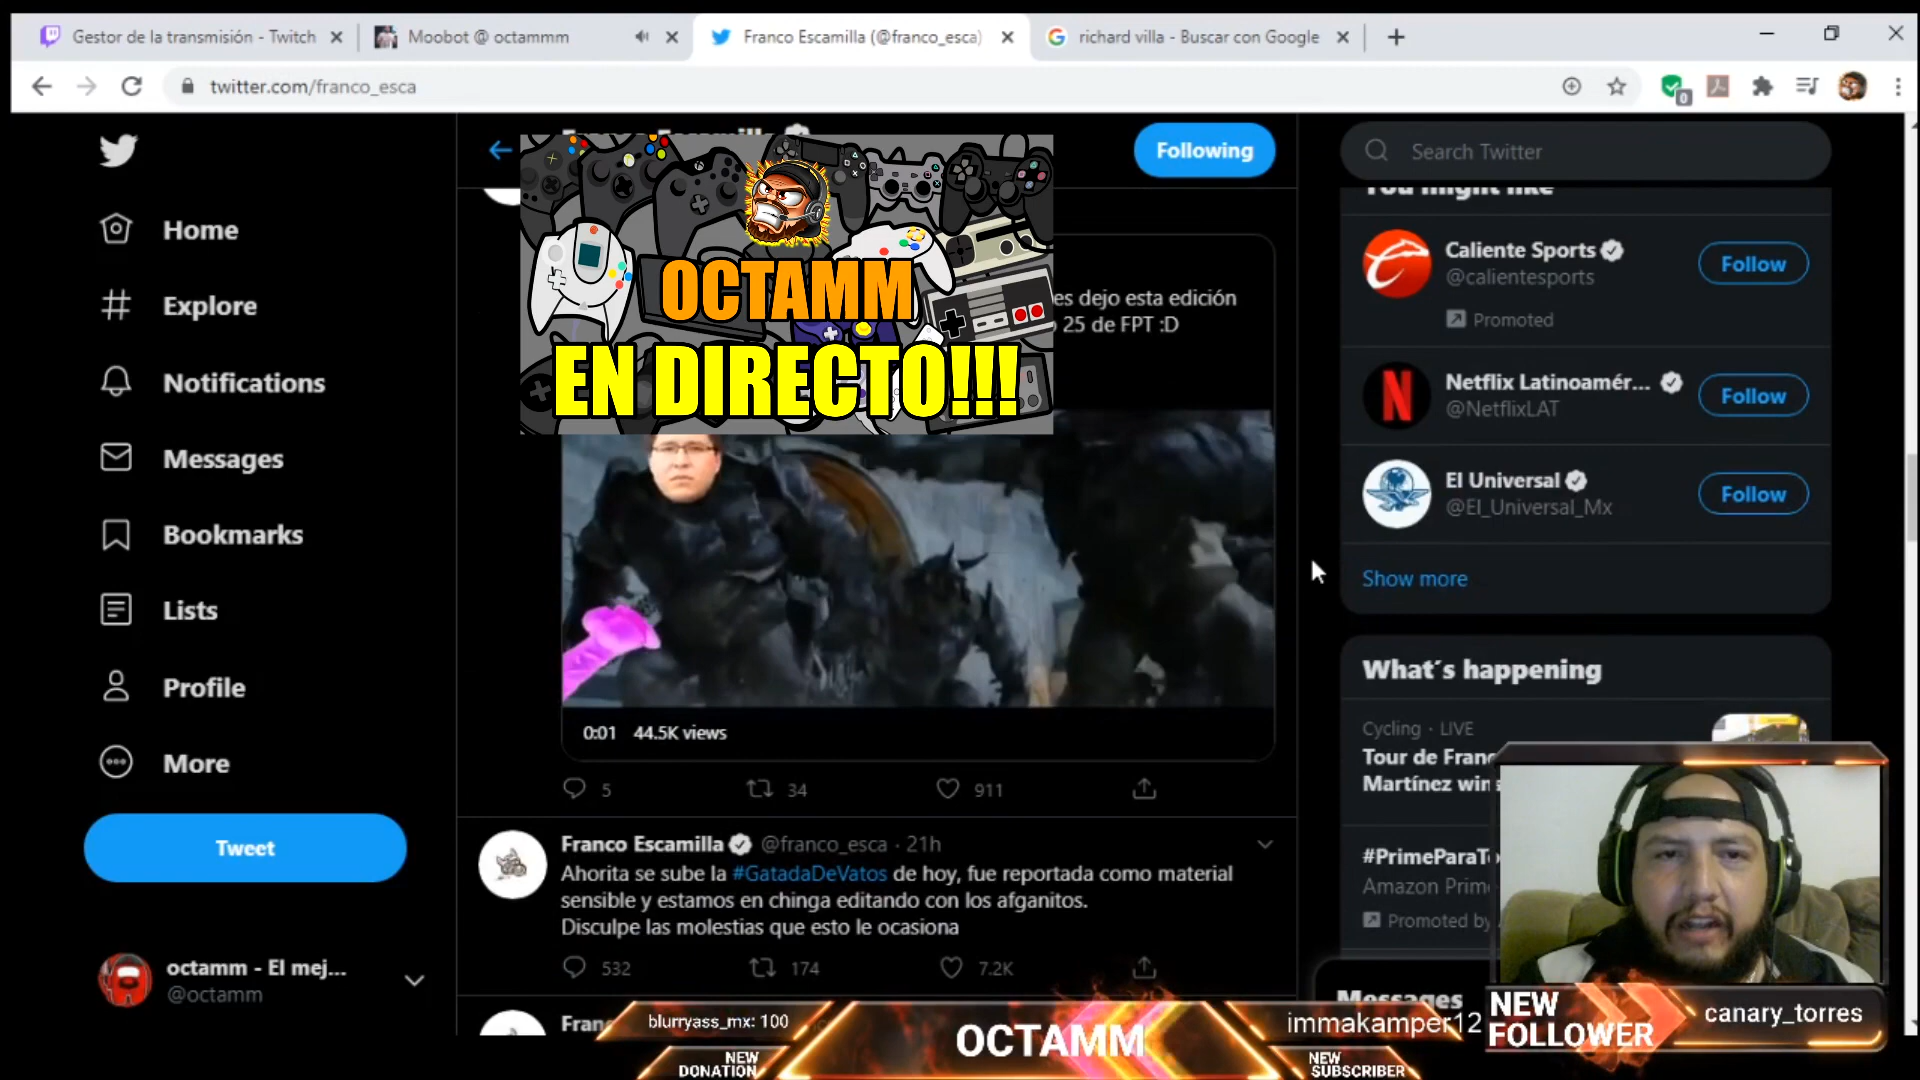 Gestor de la transmisión - Twitch
Moobot @ octammm
Franco Escamilla (@franco_esca)
richard villa - Buscar con Google
twitter.com/franco_esca
0
Following
Search Twitter
You might like
Home
Explore
Notifications
Messages
Bookmarks
Lists
Profile
More
Tweet
octamm - El mej...
@octamm
OCTAMM
EN DIRECTO!!!
es dejo esta edición
25 de FPT :D
0:01 44.5K views
5 34 911
Franco Escamilla @franco_esca · 21h
Ahorita se sube la #GatadaDeVatos de hoy, fue reportada como material
sensible y estamos en chinga editando con los afganitos.
Disculpe las molestias que esto le ocasiona
532 174 7.2K
Caliente Sports
@calientesports
Promoted
Follow
Netflix Latinoamér...
@NetflixLAT
Follow
El Universal
@El_Universal_Mx
Follow
Show more
What's happening
Cycling · LIVE
Tour de Fran
Martínez win
#PrimeParaT
Amazon Prim
Promoted by
Messages
blurryass_mx: 100
NEW
DONATION
OCTAMM
immakamper12
NEW
SUBSCRIBER
NEW
FOLLOWER
canary_torres